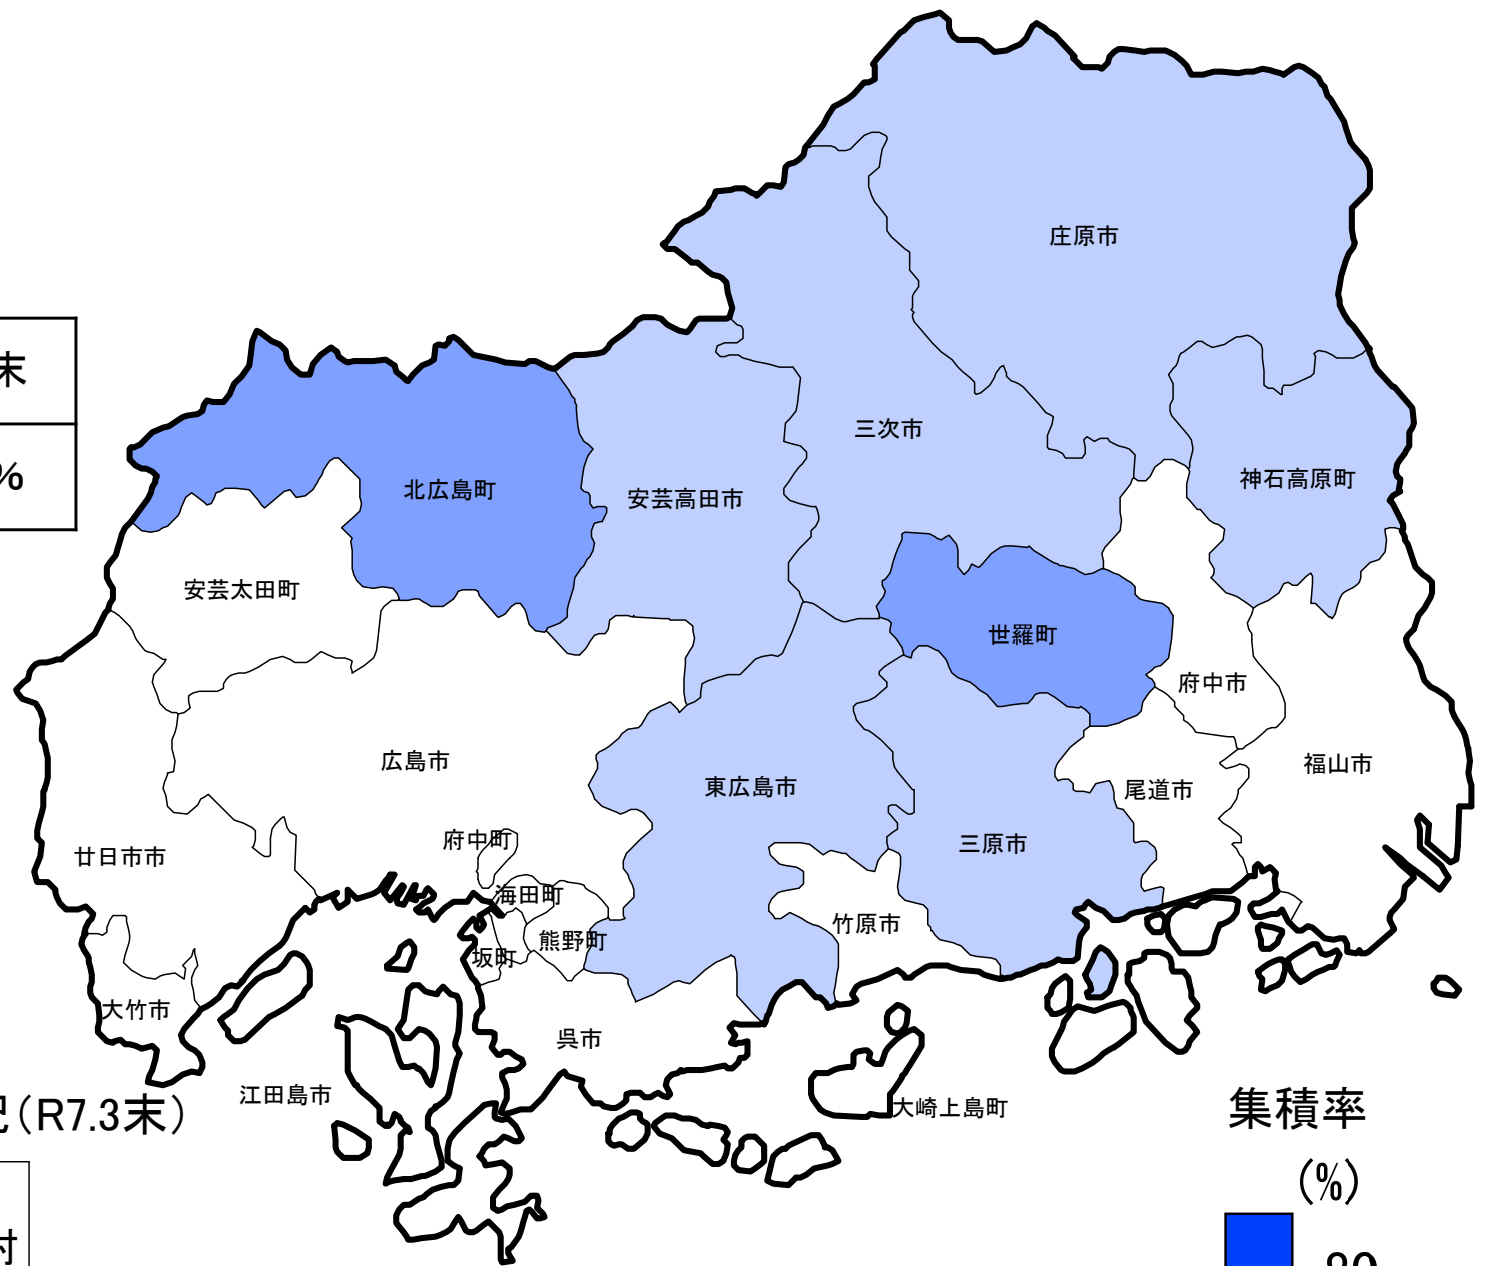 庄原市
末
三次市
%
神石高原町
北広島町
安芸高田市
安芸太田町
世羅町
府中市
広島市
福山市
東広島市
尾道市
府中町
三原市
廿日市市
海田町
竹原市
熊野町
坂町
大竹市
呉市
江田島市
大崎上島町
(R7.3末)
集積率
(%)